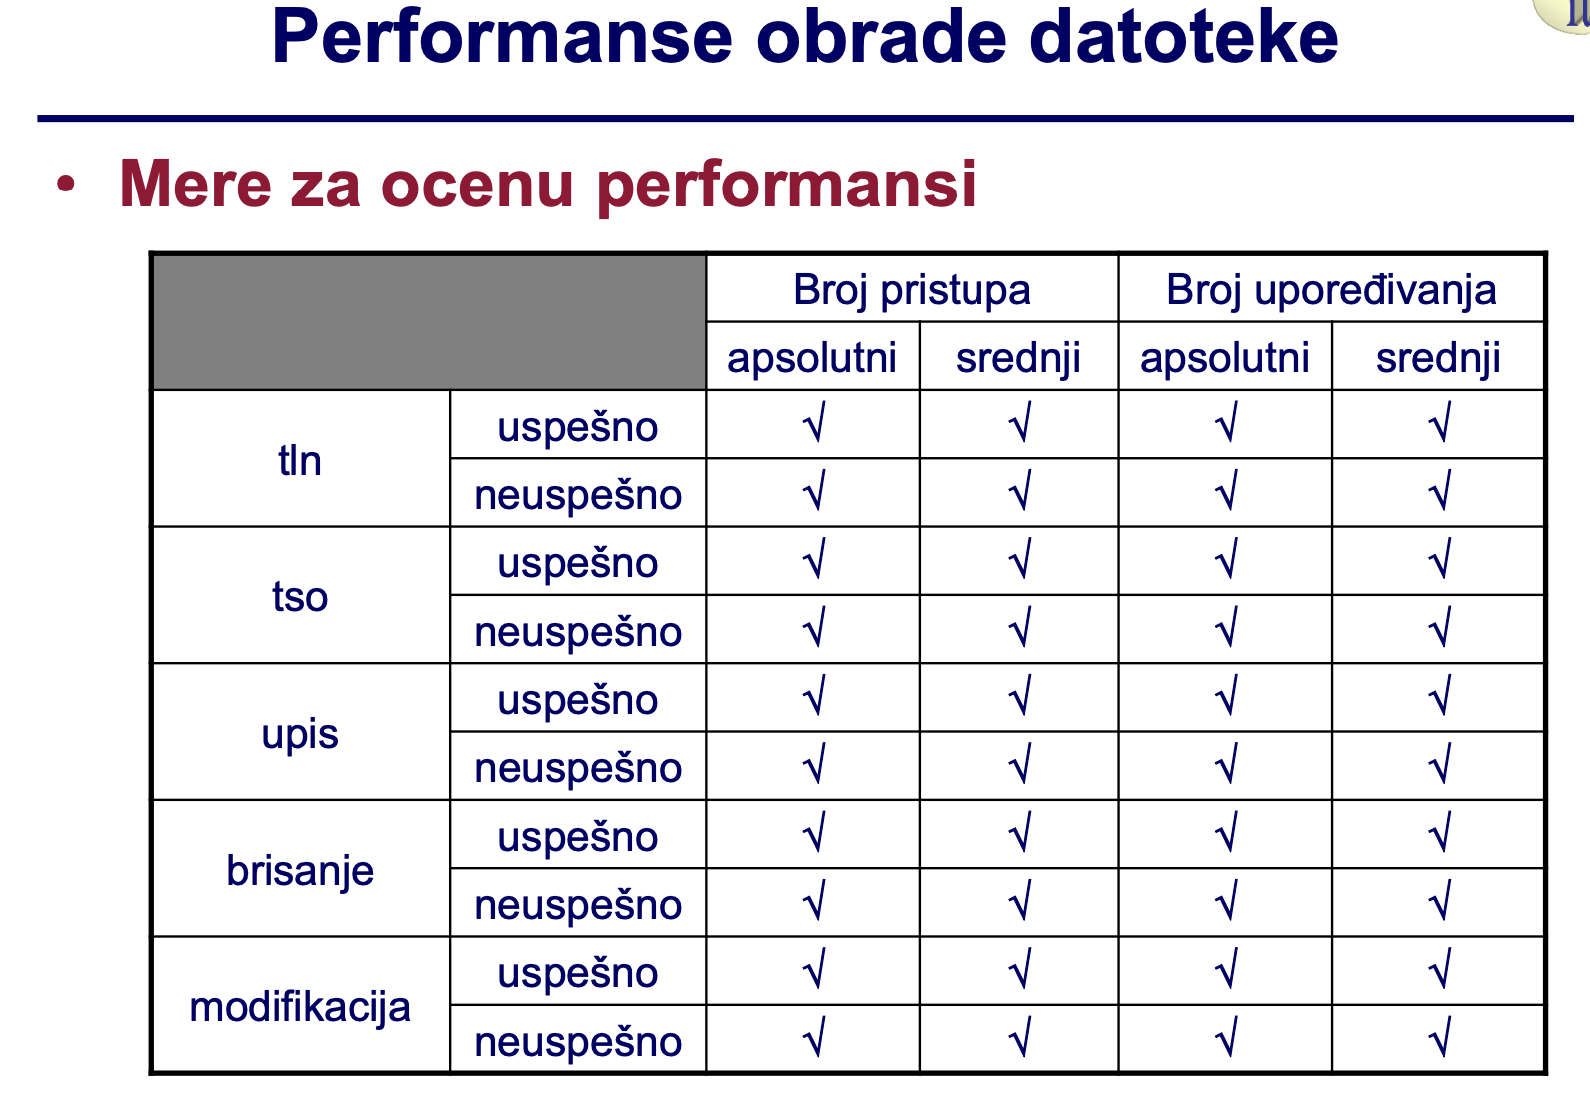 Performanse obrade datoteke
• Mere za ocenu performansi
Broj pristupa Broj upoređivanja
apsolutni srednji apsolutni srednji
tln
uspešno √ √ √ √
neuspešno √ √ √ √
tso
uspešno √ √ √ √
neuspešno √ √ √ √
upis
uspešno √ √ √ √
neuspešno √ √ √ √
brisanje
uspešno √ √ √ √
neuspešno √ √ √ √
modifikacija
uspešno √ √ √ √
neuspešno √ √ √ √